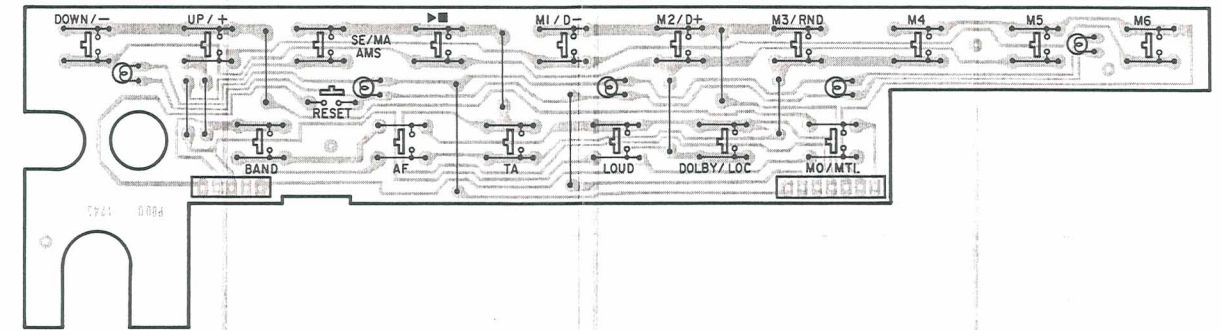 DOWN/−
UP/+
SE/MA
AMS
▶■
M1/D−
M2/D+
M3/RND
M4
M5
M6
RESET
BAND
AF
TA
LOUD
DOLBY/LOC
MO/MTL